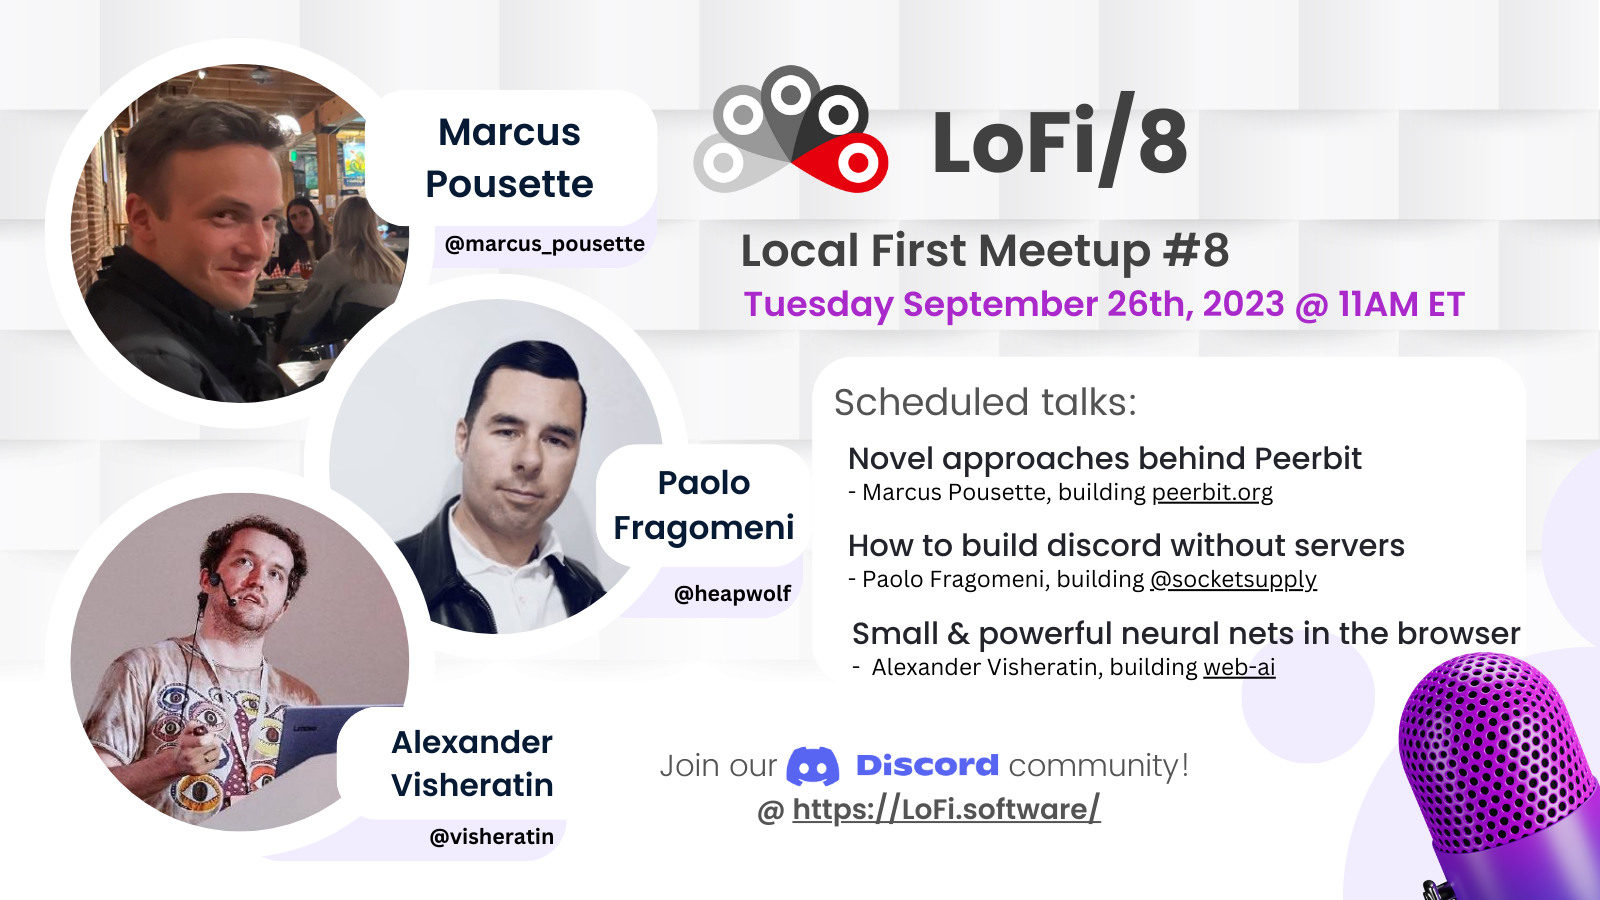 Marcus
Pousette
@marcus_pousette
LoFi/8
Local First Meetup #8
Tuesday September 26th, 2023 @ 11AM ET
Paolo
Fragomeni
@heapwolf
Scheduled talks:
Novel approaches behind Peerbit
- Marcus Pousette, building peerbit.org
How to build discord without servers
- Paolo Fragomeni, building @socketsupply
Small & powerful neural nets in the browser
- Alexander Visheratin, building web-ai
Alexander
Visheratin
@visheratin
Join our Discord community!
@ https://LoFi.software/
Lenovo